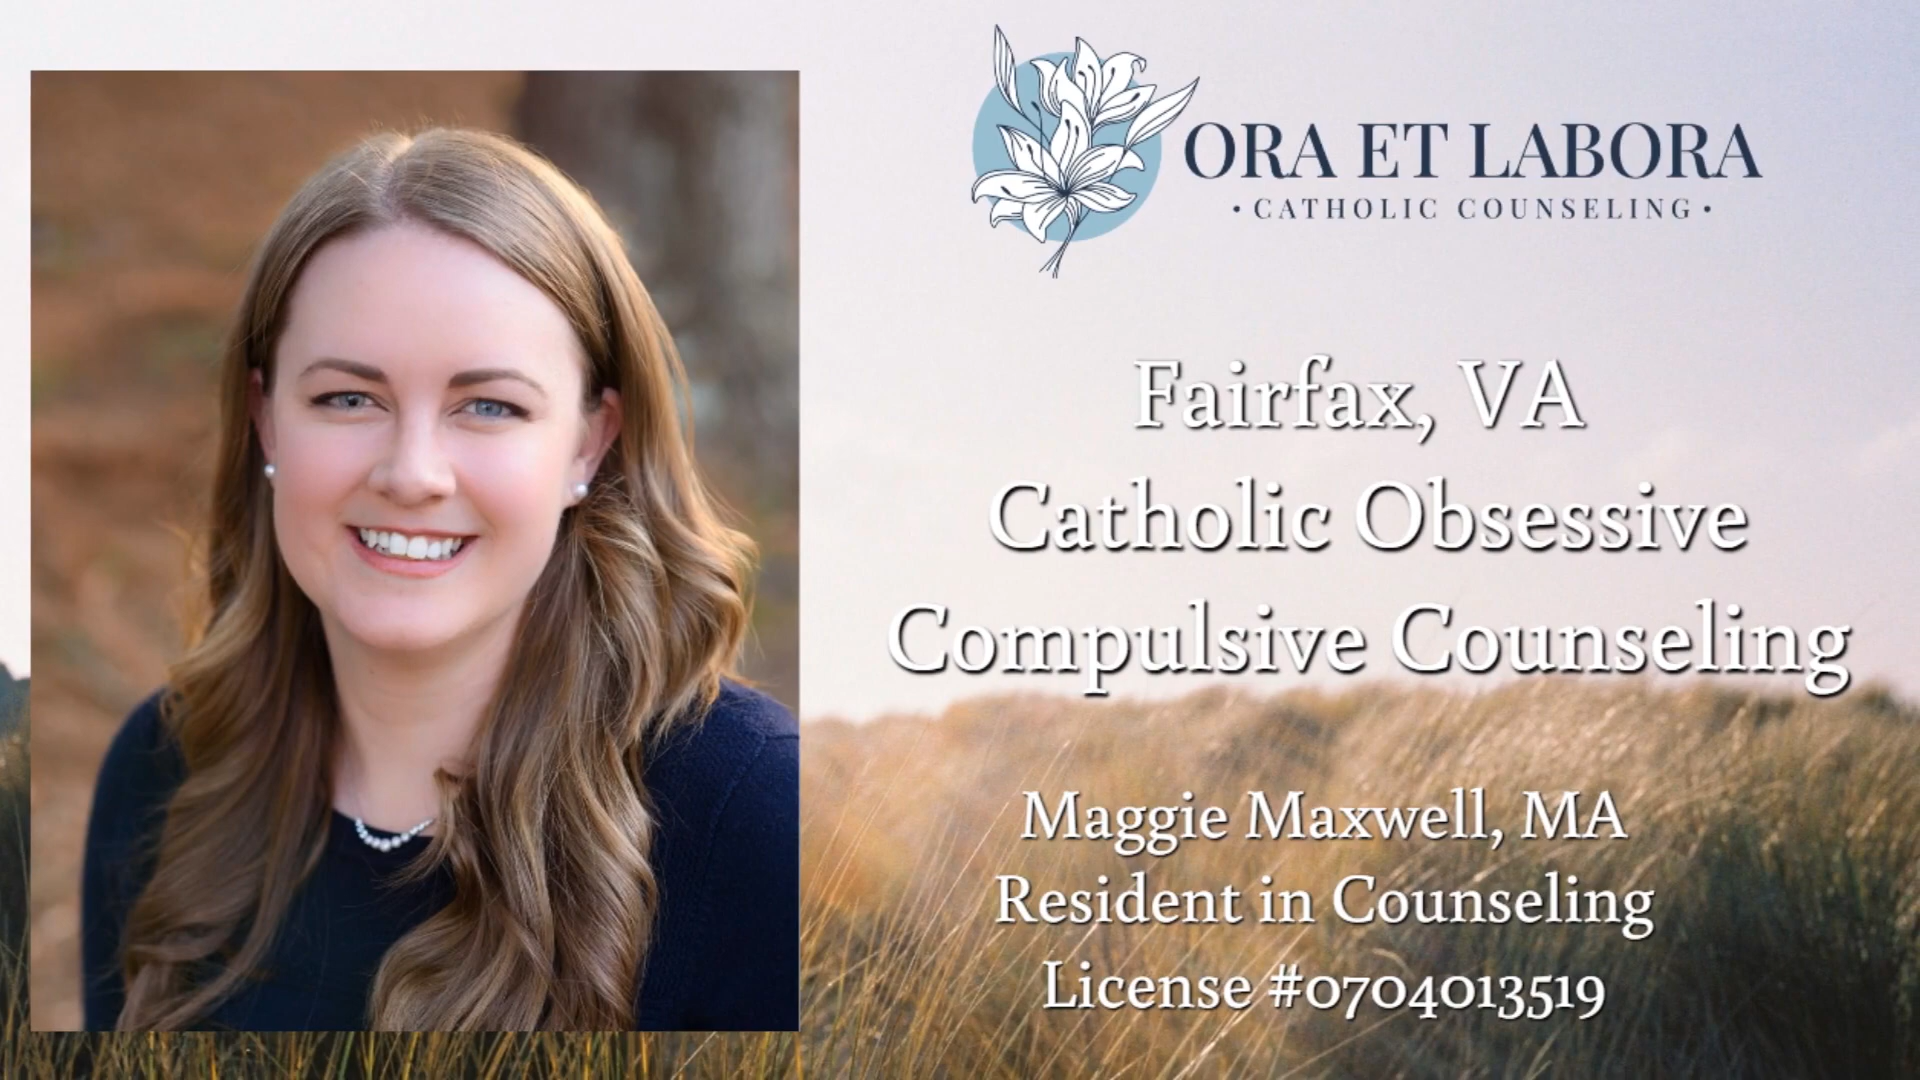 ORA ET LABORA
• CATHOLIC COUNSELING •
Fairfax, VA
Catholic Obsessive
Compulsive Counseling
Maggie Maxwell, MA
Resident in Counseling
License #0704013519